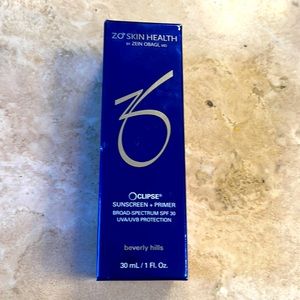 ZO® SKIN HEALTH
BY ZEIN OBAGI, MD
ZO
OCLIPSE®
SUNSCREEN + PRIMER
BROAD-SPECTRUM SPF 30
UVA/UVB PROTECTION
beverly hills
30 mL / 1 Fl. Oz.